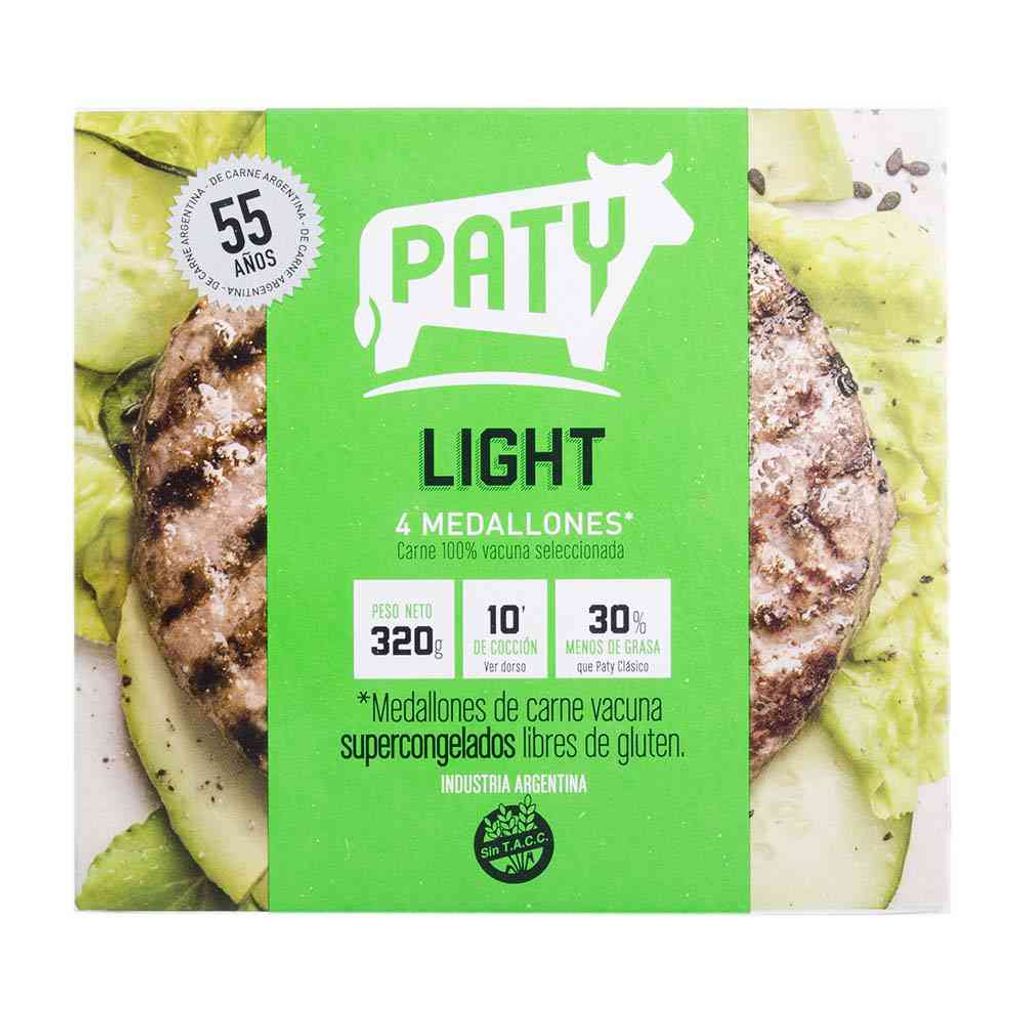 DE CARNE ARGENTINA - DE CARNE ARGENTINA - DE CARNE ARGENTINA -
55
AÑOS
PATY
LIGHT
4 MEDALLONES*
Carne 100% vacuna seleccionada
PESO NETO
320g
10'
DE COCCIÓN
Ver dorso
30%
MENOS DE GRASA
que Paty Clásico
*Medallones de carne vacuna
supercongelados libres de gluten.
INDUSTRIA ARGENTINA
Sin T.A.C.C.